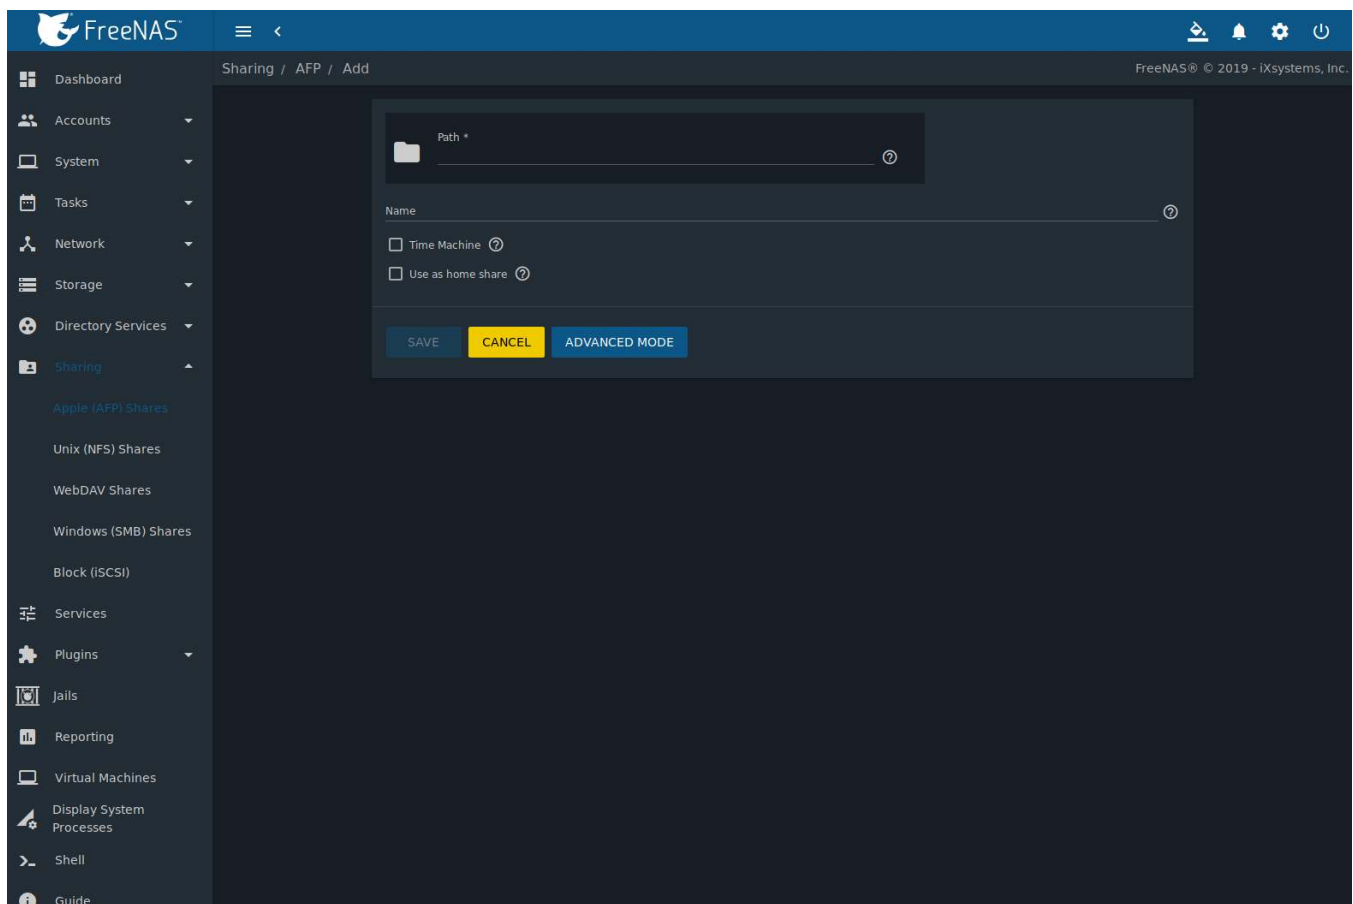 FreeNAS™
Sharing / AFP / Add
FreeNAS® © 2019 - iXsystems, Inc.
Dashboard
Accounts
System
Tasks
Network
Storage
Directory Services
Sharing
Apple (AFP) Shares
Unix (NFS) Shares
WebDAV Shares
Windows (SMB) Shares
Block (iSCSI)
Services
Plugins
Jails
Reporting
Virtual Machines
Display System
Processes
Shell
Guide
Path *
Name
Time Machine
Use as home share
SAVE CANCEL ADVANCED MODE